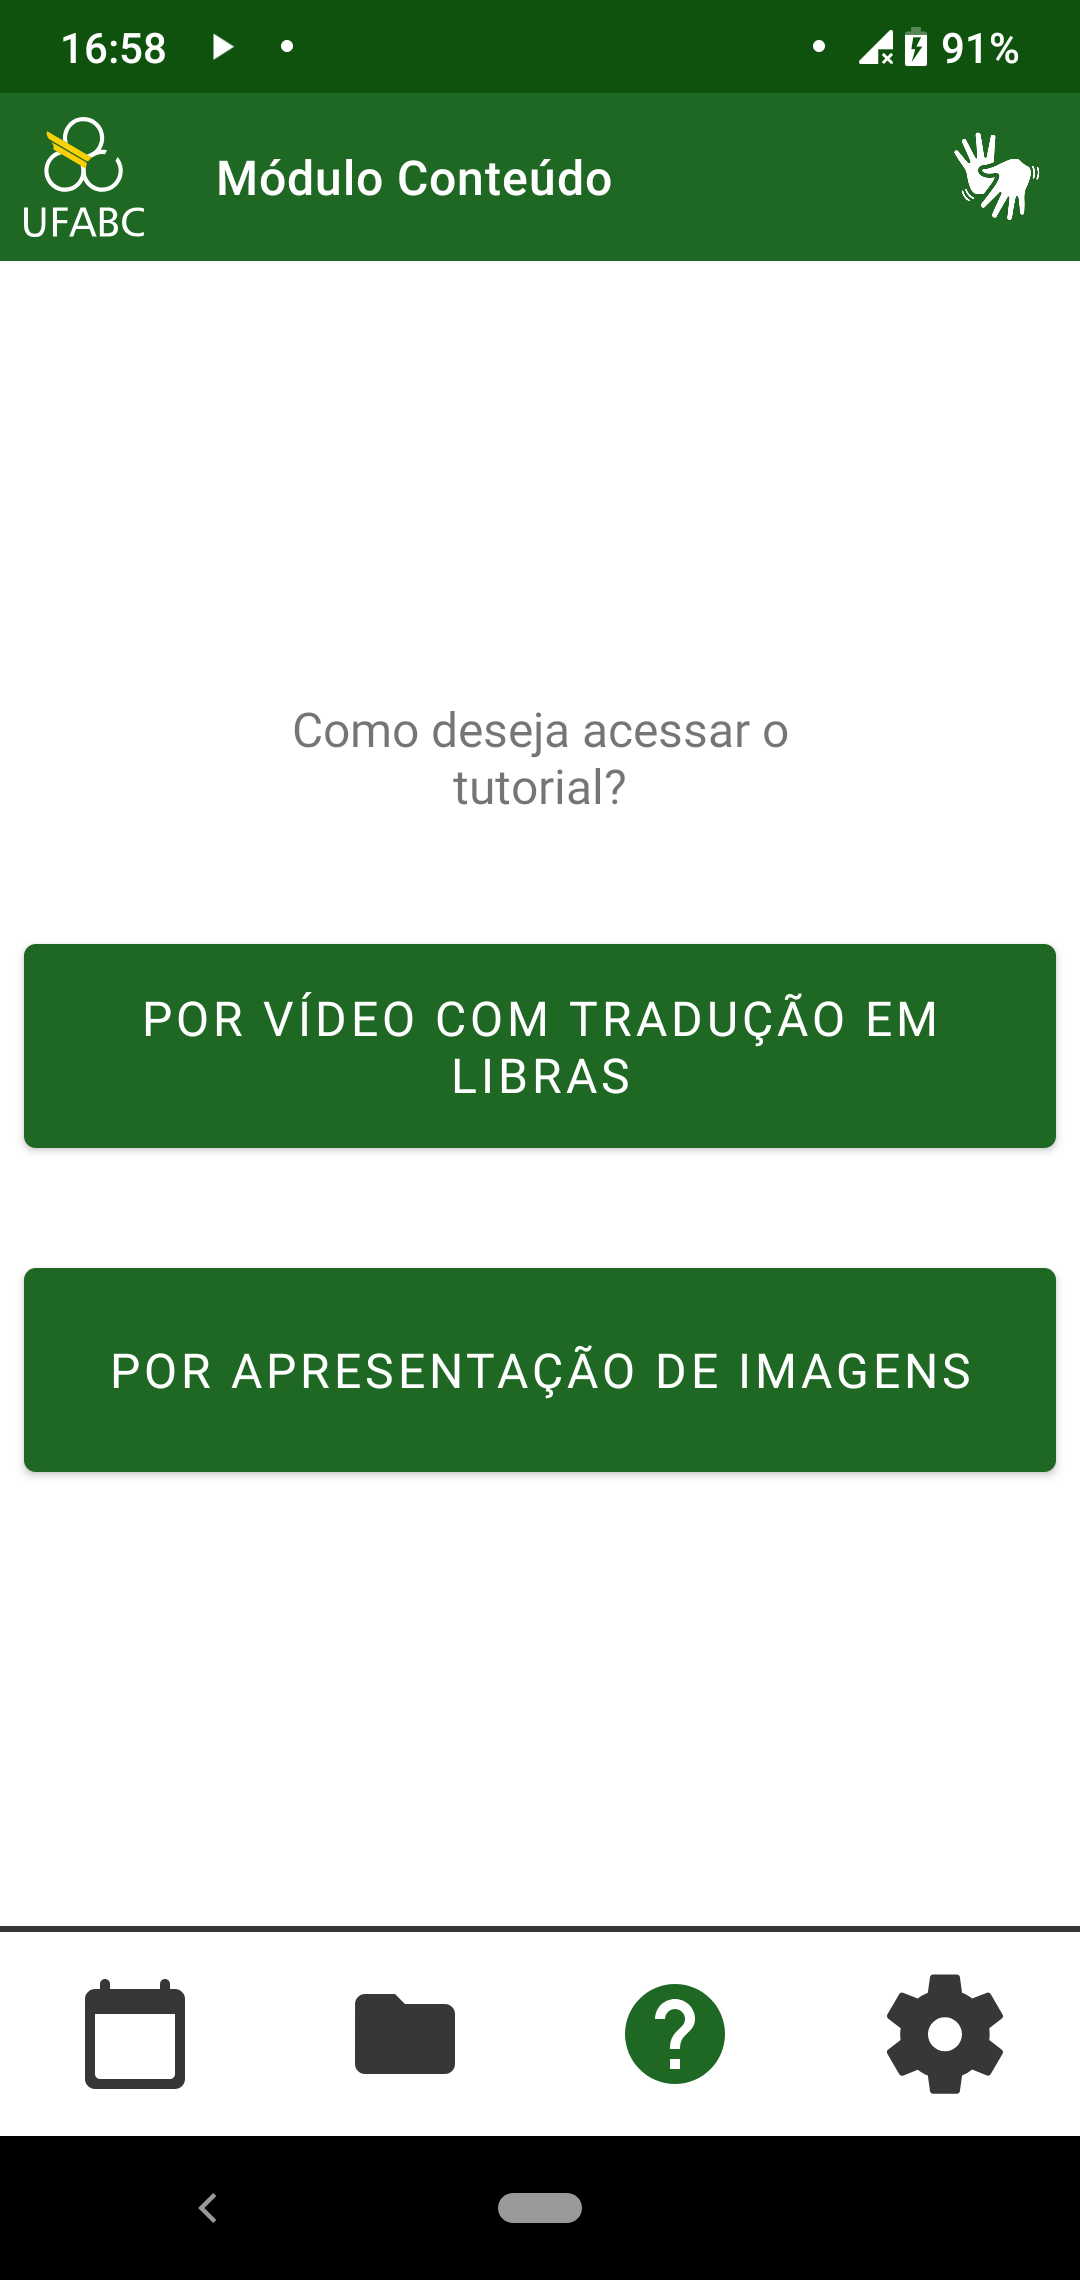 16:58
91%
UFABC
Módulo Conteúdo
Como deseja acessar o
tutorial?
POR VÍDEO COM TRADUÇÃO EM
LIBRAS
POR APRESENTAÇÃO DE IMAGENS